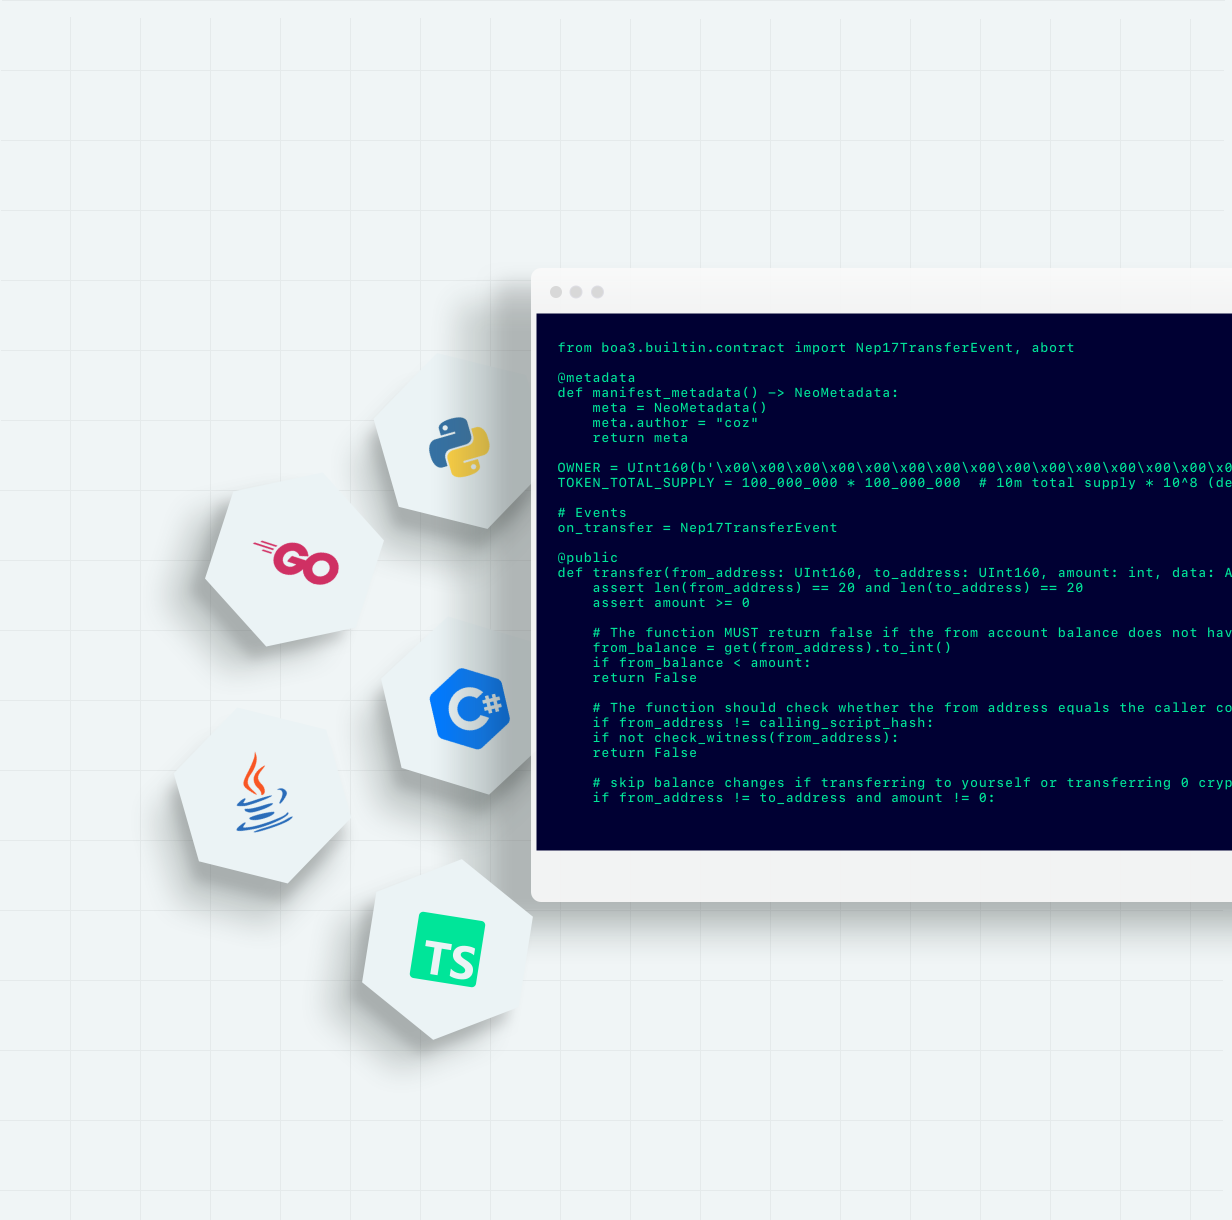 from boa3.builtin.contract import Nep17TransferEvent, abort
@metadata
def manifest_metadata() -> NeoMetadata:
    meta = NeoMetadata()
    meta.author = "coz"
    return meta
OWNER = UInt160(b'\x00\x00\x00\x00\x00\x00\x00\x00\x00\x00\x00\x00\x00\x00\x0
TOKEN_TOTAL_SUPPLY = 100_000_000 * 100_000_000  # 10m total supply * 10^8 (de
# Events
on_transfer = Nep17TransferEvent
@public
def transfer(from_address: UInt160, to_address: UInt160, amount: int, data: A
    assert len(from_address) == 20 and len(to_address) == 20
    assert amount >= 0
    # The function MUST return false if the from account balance does not hav
    from_balance = get(from_address).to_int()
    if from_balance < amount:
    return False
    # The function should check whether the from address equals the caller co
    if from_address != calling_script_hash:
    if not check_witness(from_address):
    return False
    # skip balance changes if transferring to yourself or transferring 0 cryp
    if from_address != to_address and amount != 0:
GO
C#
TS